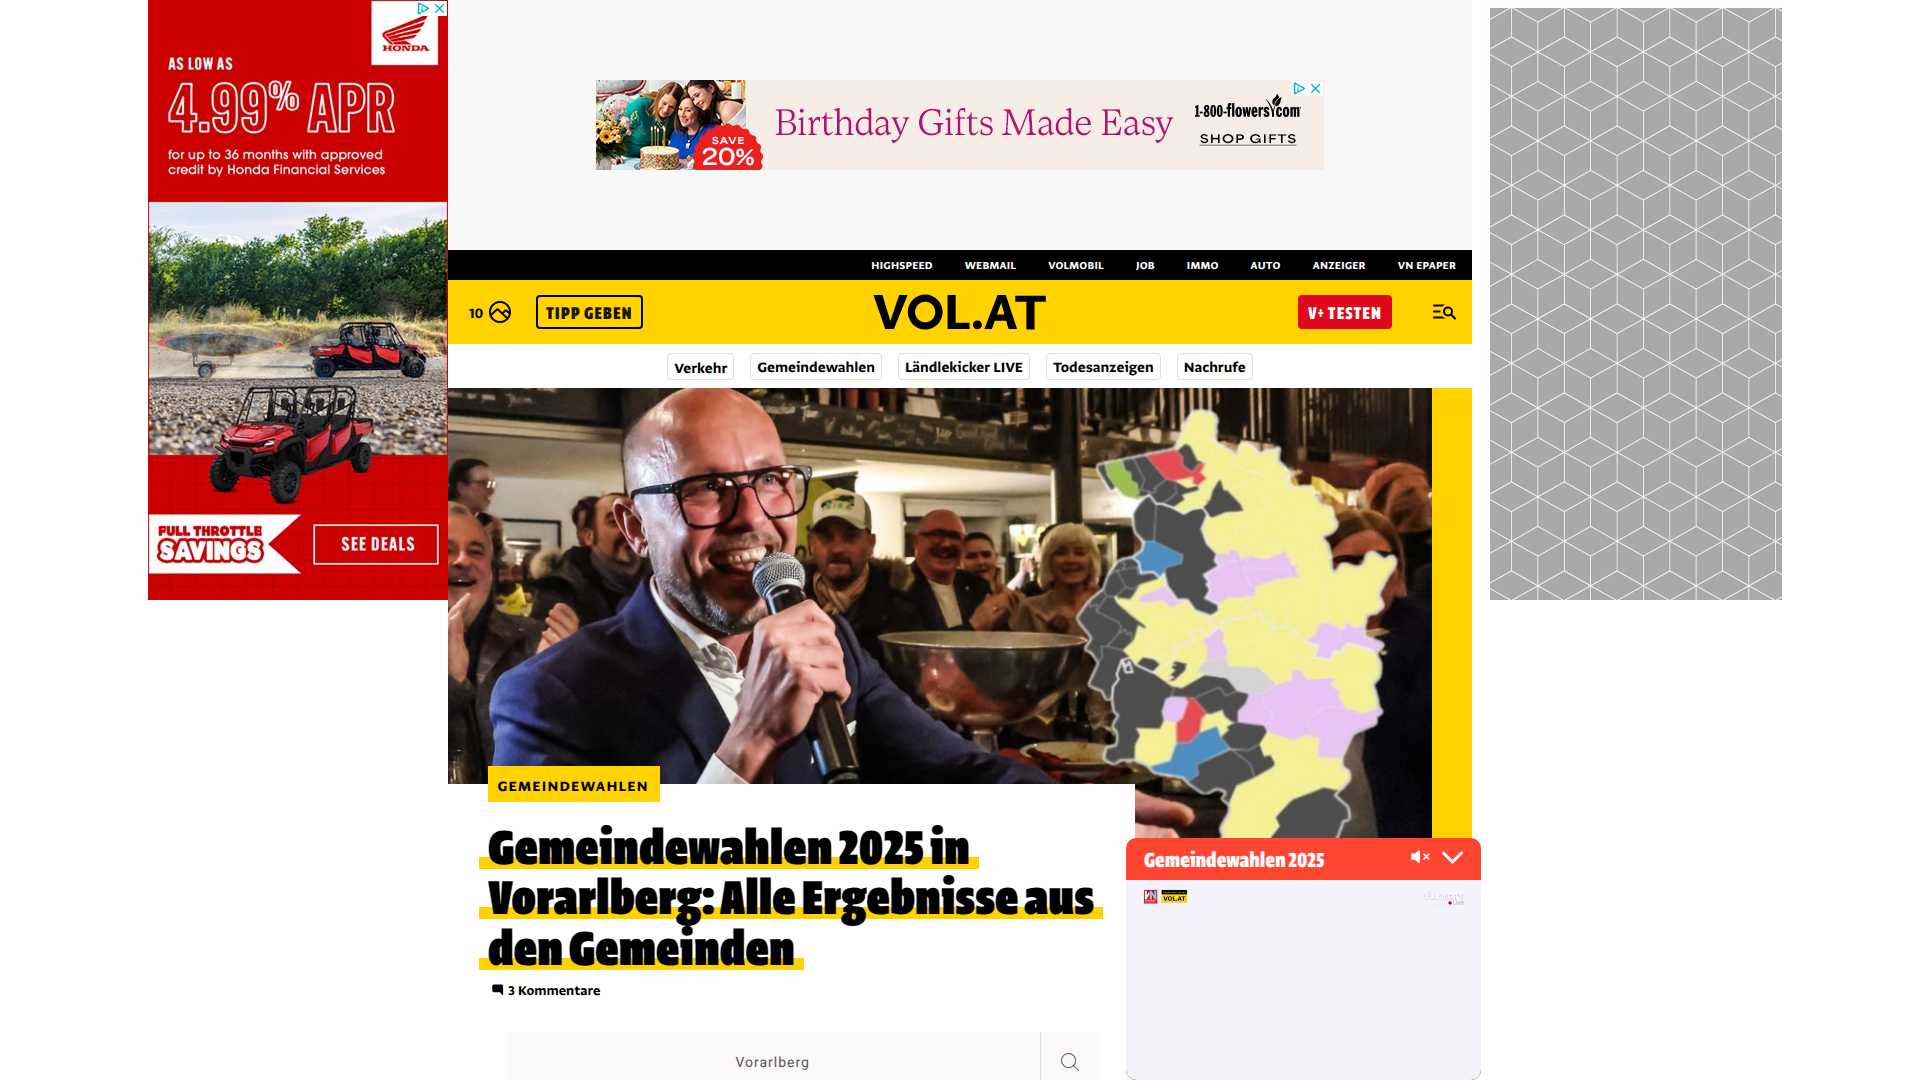 HONDA
AS LOW AS
4.99% APR
for up to 36 months with approved
credit by Honda Financial Services
FULL THROTTLE
SAVINGS
SEE DEALS
SAVE
20%
Birthday Gifts Made Easy
1-800-flowers.com
SHOP GIFTS
HIGHSPEED WEBMAIL VOLMOBIL JOB IMMO AUTO ANZEIGER VN EPAPER
10 TIPP GEBEN VOL.AT V+ TESTEN
Verkehr Gemeindewahlen Ländlekicker LIVE Todesanzeigen Nachrufe
GEMEINDEWAHLEN
Gemeindewahlen 2025 in
Vorarlberg: Alle Ergebnisse aus
den Gemeinden
3 Kommentare
Vorarlberg
Gemeindewahlen 2025
VOL.AT
LIVE